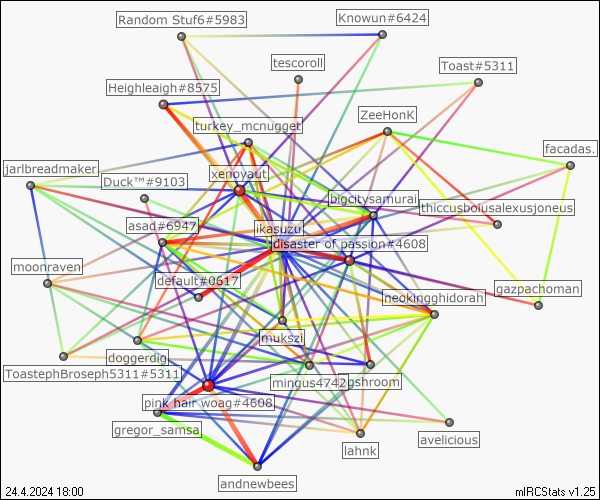 Random Stuf6#5983
Knowun#6424
tescoroll
Toast#5311
Heighleaigh#8575
ZeeHonK
turkey_mcnugget
facadas.
jarlbreadmaker
xenoyaut
Duck™#9103
bigcitysamurai
thiccusbousalexusjoneus
asad#6947
ikasuzu
disaster of passion#4608
moonraven
default#0617
gazpachoman
neokingghidorah
mukszi
doggerdig
ToastephBroseph5311#5311
mingus4742
gshroom
pink hair woag#4608
gregor_samsa
avelicious
lahnk
andnewbees
24.4.2024 18:00
mIRCStats v1.25